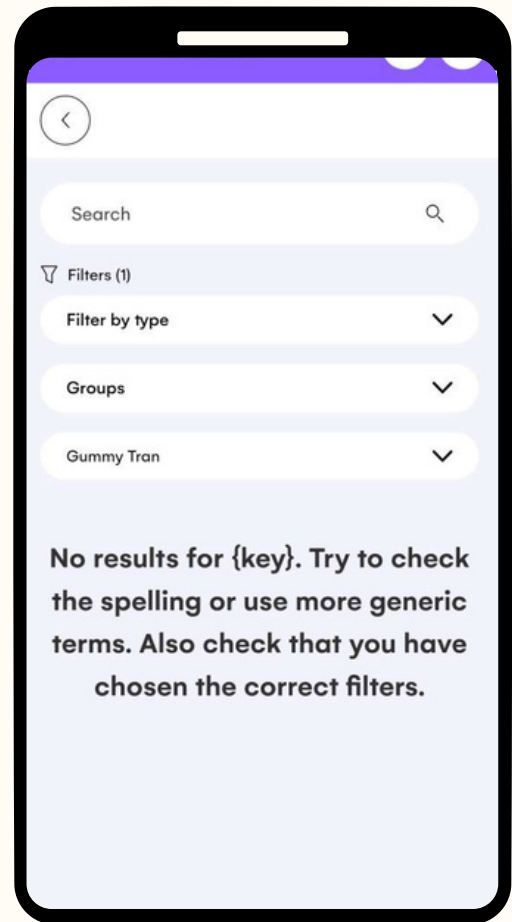 Search
Filters (1)
Filter by type
Groups
Gummy Tran
No results for {key}. Try to check
the spelling or use more generic
terms. Also check that you have
chosen the correct filters.